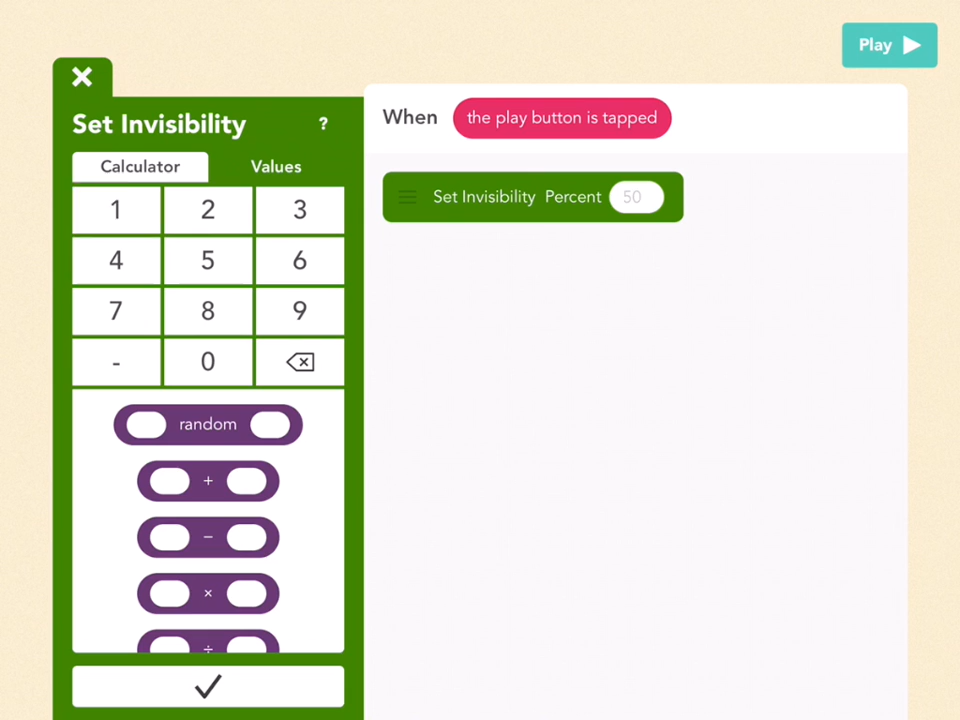 Play
Set Invisibility ?
Calculator Values
1 2 3
4 5 6
7 8 9
- 0
random
+
−
×
÷
When the play button is tapped
Set Invisibility Percent 50